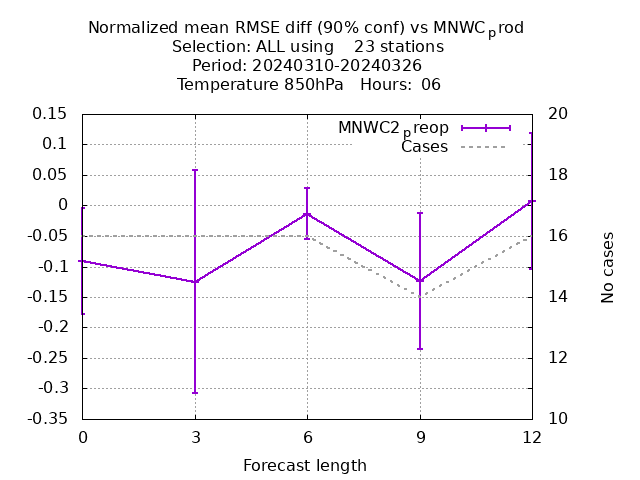 Normalized mean RMSE diff (90% conf) vs MNWCprod
Selection: ALL using 23 stations
Period: 20240310-20240326
Temperature 850hPa Hours: 06
MNWC2preop
Cases
0.15
0.1
0.05
0
-0.05
-0.1
-0.15
-0.2
-0.25
-0.3
-0.35
20
18
16
14
12
10
No cases
0 3 6 9 12
Forecast length